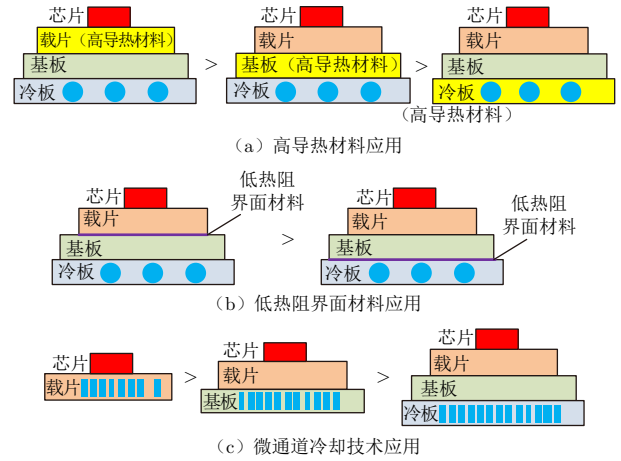 芯片 芯片 芯片
载片（高导热材料） 载片 载片
基板 > 基板（高导热材料） > 基板
冷板 冷板 冷板
（高导热材料）
（a）高导热材料应用
芯片 低热阻 芯片
载片 界面材料 载片 低热阻
基板 > 基板 界面材料
冷板 冷板
（b）低热阻界面材料应用
芯片 芯片 芯片
载片 > 载片 > 载片
基板 基板
冷板
（c）微通道冷却技术应用